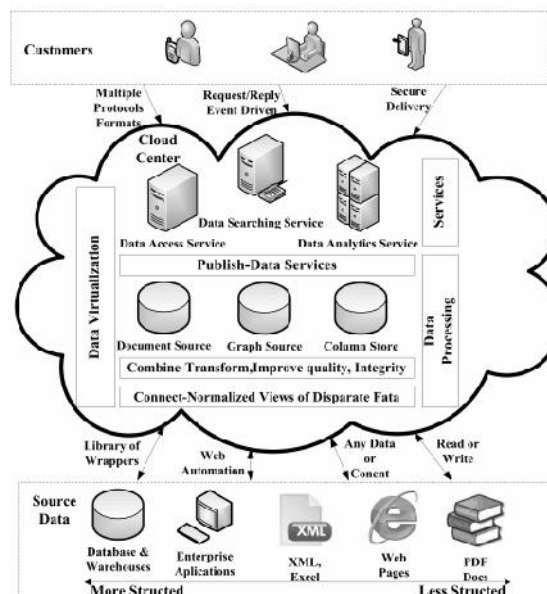 Customers
Multiple
Protocols
Formats
Request/Reply
Event Driven
Secure
Delivery
Cloud
Center
Data Searching Service
Data Access Service
Data Analytics Service
Services
Data Virtualization
Publish-Data Services
Document Source
Graph Source
Column Store
Data
Processing
Combine Transform,Improve quality, Integrity
Connect-Normalized Views of Disparate Fata
Library of
Wrappers
Web
Automation
Any Data
or
Concent
Read or
Write
Source
Data
XML
Database &
Warehouses
Enterprise
Aplications
XML,
Excel
Web
Pages
PDF
Docs
More Structed
Less Structed